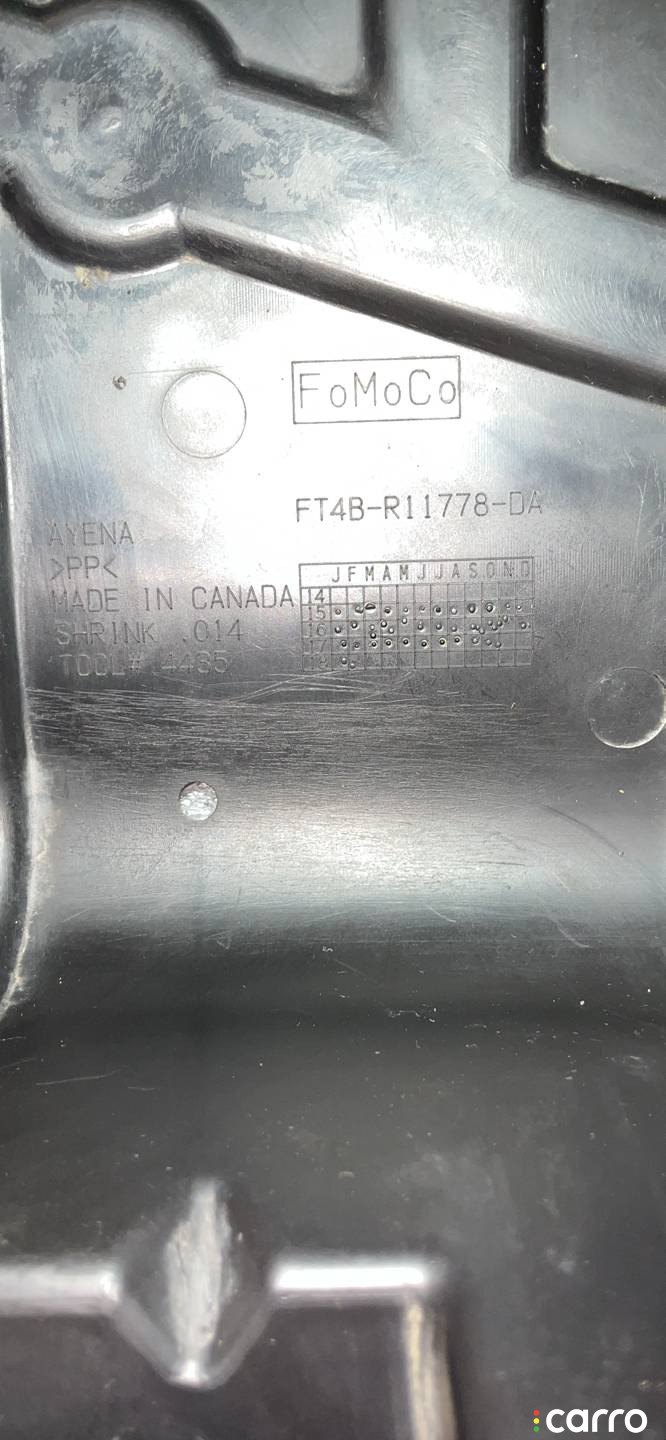 FoMoCo
FT4B-R11778-DA
AYENA
>PP<
MADE IN CANADA
SHRINK .014
TOOL# 4485
J F M A M J J A S O N D
14
15
16
17
18
carro